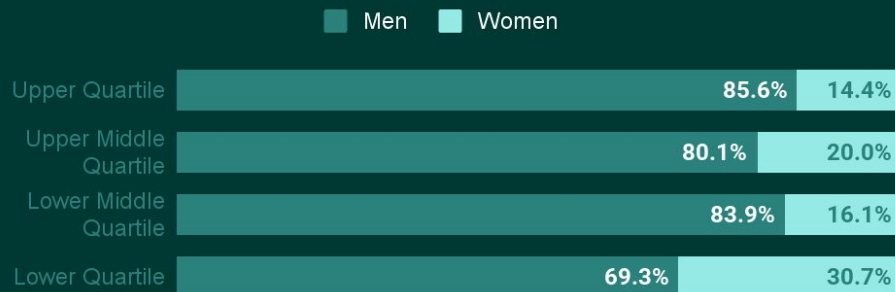 Men Women
Upper Quartile 85.6% 14.4%
Upper Middle
Quartile 80.1% 20.0%
Lower Middle
Quartile 83.9% 16.1%
Lower Quartile 69.3% 30.7%